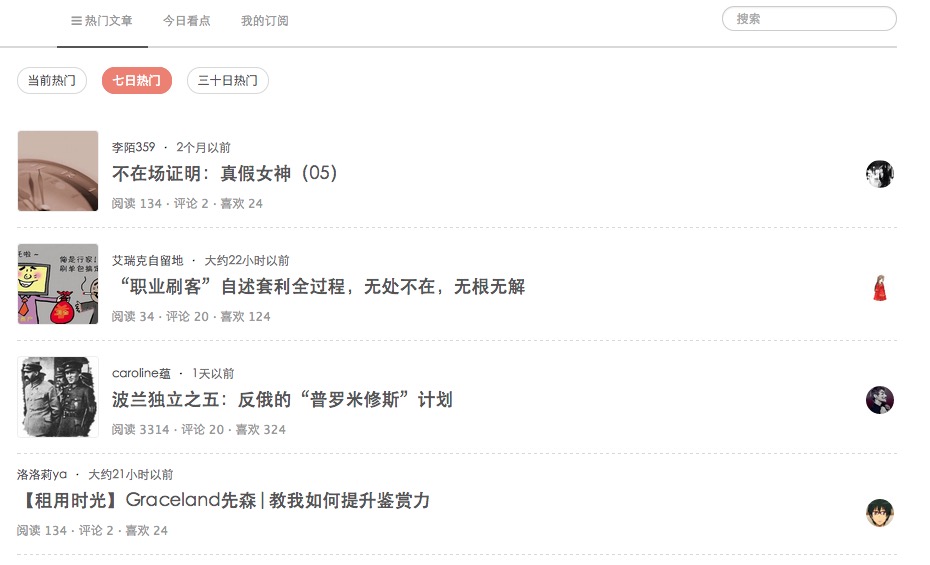 热门文章 今日看点 我的订阅 搜索
当前热门 七日热门 三十日热门
李陌359 · 2个月以前
不在场证明：真假女神（05）
阅读 134 · 评论 2 · 喜欢 24
艾瑞克自留地 · 大约22小时以前
“职业刷客”自述套利全过程，无处不在，无根无解
阅读 34 · 评论 20 · 喜欢 124
俺是行家；
刷单包搞定
caroline蕴 · 1天以前
波兰独立之五：反俄的“普罗米修斯”计划
阅读 3314 · 评论 20 · 喜欢 324
洛洛莉ya · 大约21小时以前
【租用时光】Graceland先森|教我如何提升鉴赏力
阅读 134 · 评论 2 · 喜欢 24